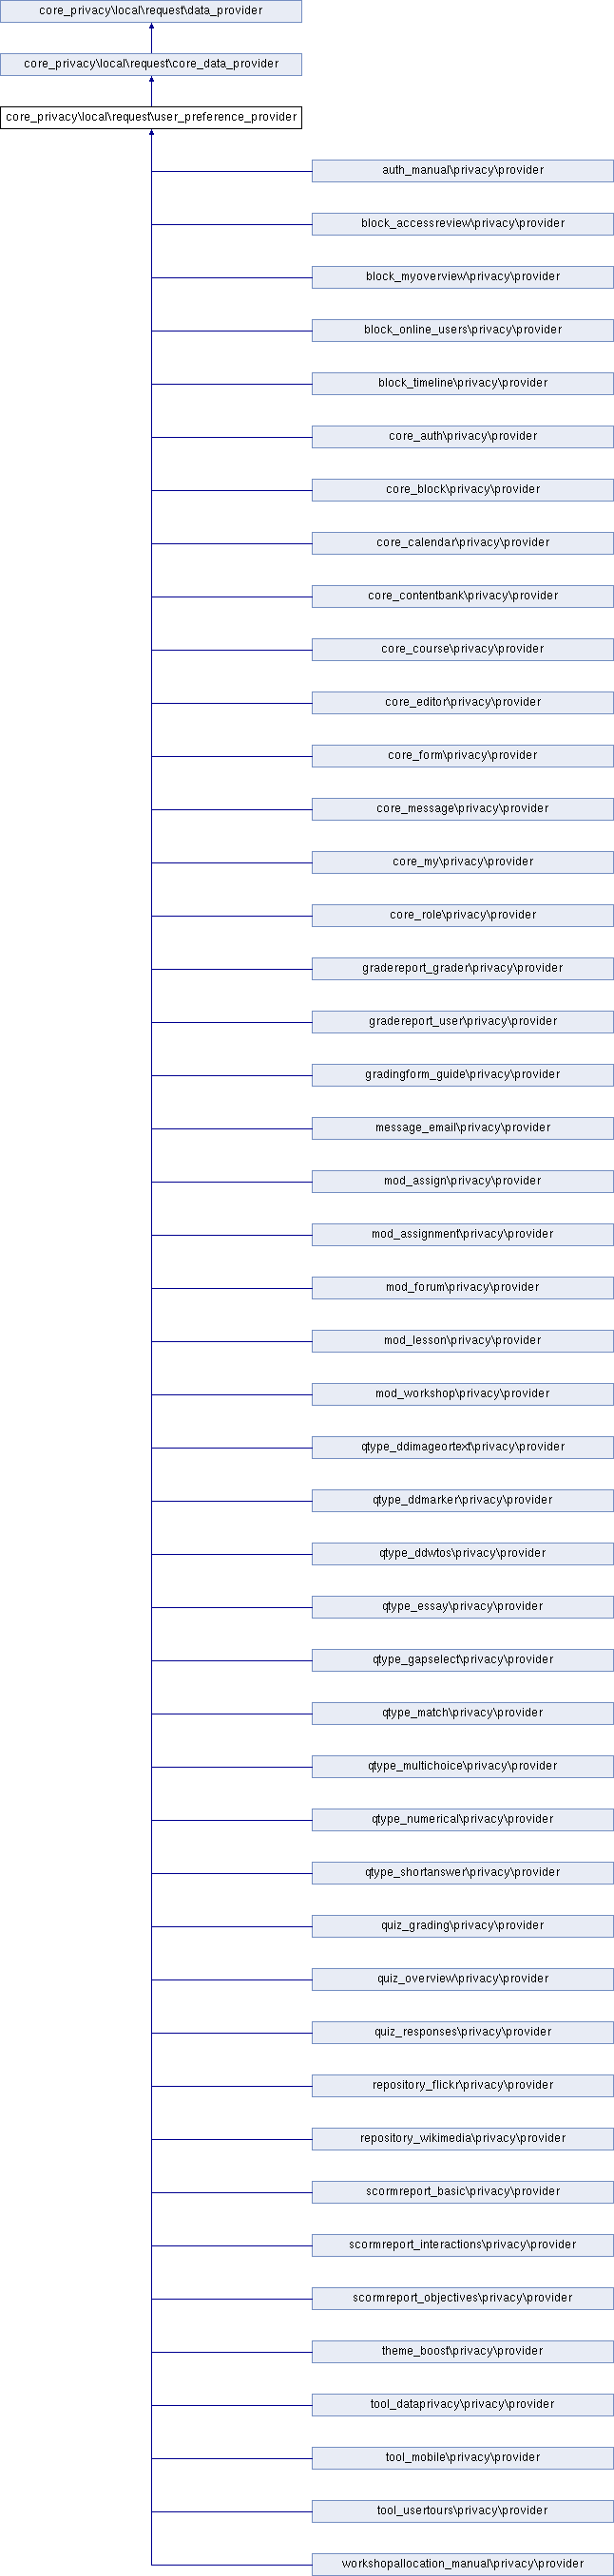 core_privacy\local\request\data_provider
core_privacy\local\request\core_data_provider
core_privacy\local\request\user_preference_provider
auth_manual\privacy\provider
block_accessreview\privacy\provider
block_myoverview\privacy\provider
block_online_users\privacy\provider
block_timeline\privacy\provider
core_auth\privacy\provider
core_block\privacy\provider
core_calendar\privacy\provider
core_contentbank\privacy\provider
core_course\privacy\provider
core_editor\privacy\provider
core_form\privacy\provider
core_message\privacy\provider
core_my\privacy\provider
core_role\privacy\provider
gradereport_grader\privacy\provider
gradereport_user\privacy\provider
gradingform_guide\privacy\provider
message_email\privacy\provider
mod_assign\privacy\provider
mod_assignment\privacy\provider
mod_forum\privacy\provider
mod_lesson\privacy\provider
mod_workshop\privacy\provider
qtype_ddimageortext\privacy\provider
qtype_ddmarker\privacy\provider
qtype_ddwtos\privacy\provider
qtype_essay\privacy\provider
qtype_gapselect\privacy\provider
qtype_match\privacy\provider
qtype_multichoice\privacy\provider
qtype_numerical\privacy\provider
qtype_shortanswer\privacy\provider
quiz_grading\privacy\provider
quiz_overview\privacy\provider
quiz_responses\privacy\provider
repository_flickr\privacy\provider
repository_wikimedia\privacy\provider
scormreport_basic\privacy\provider
scormreport_interactions\privacy\provider
scormreport_objectives\privacy\provider
theme_boost\privacy\provider
tool_dataprivacy\privacy\provider
tool_mobile\privacy\provider
tool_usertours\privacy\provider
workshopallocation_manual\privacy\provider